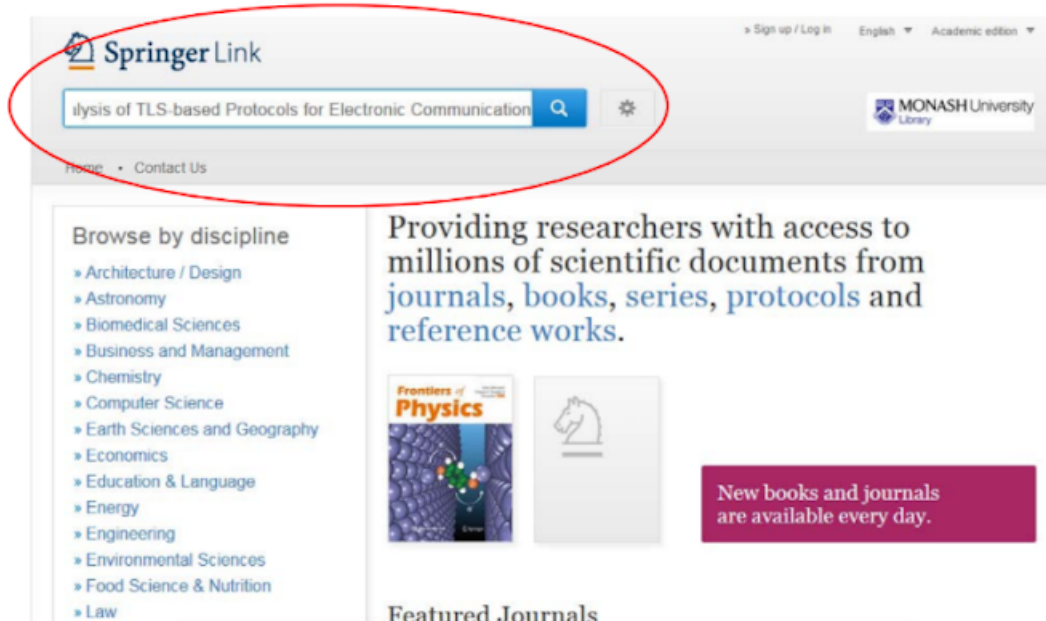 » Sign up / Log in English Academic edition
Springer Link
lysis of TLS-based Protocols for Electronic Communication
MONASH University
Library
Home • Contact Us
Browse by discipline
» Architecture / Design
» Astronomy
» Biomedical Sciences
» Business and Management
» Chemistry
» Computer Science
» Earth Sciences and Geography
» Economics
» Education & Language
» Energy
» Engineering
» Environmental Sciences
» Food Science & Nutrition
» Law
Providing researchers with access to
millions of scientific documents from
journals, books, series, protocols and
reference works.
Frontiers of
Physics
New books and journals
are available every day.
Featured Journals